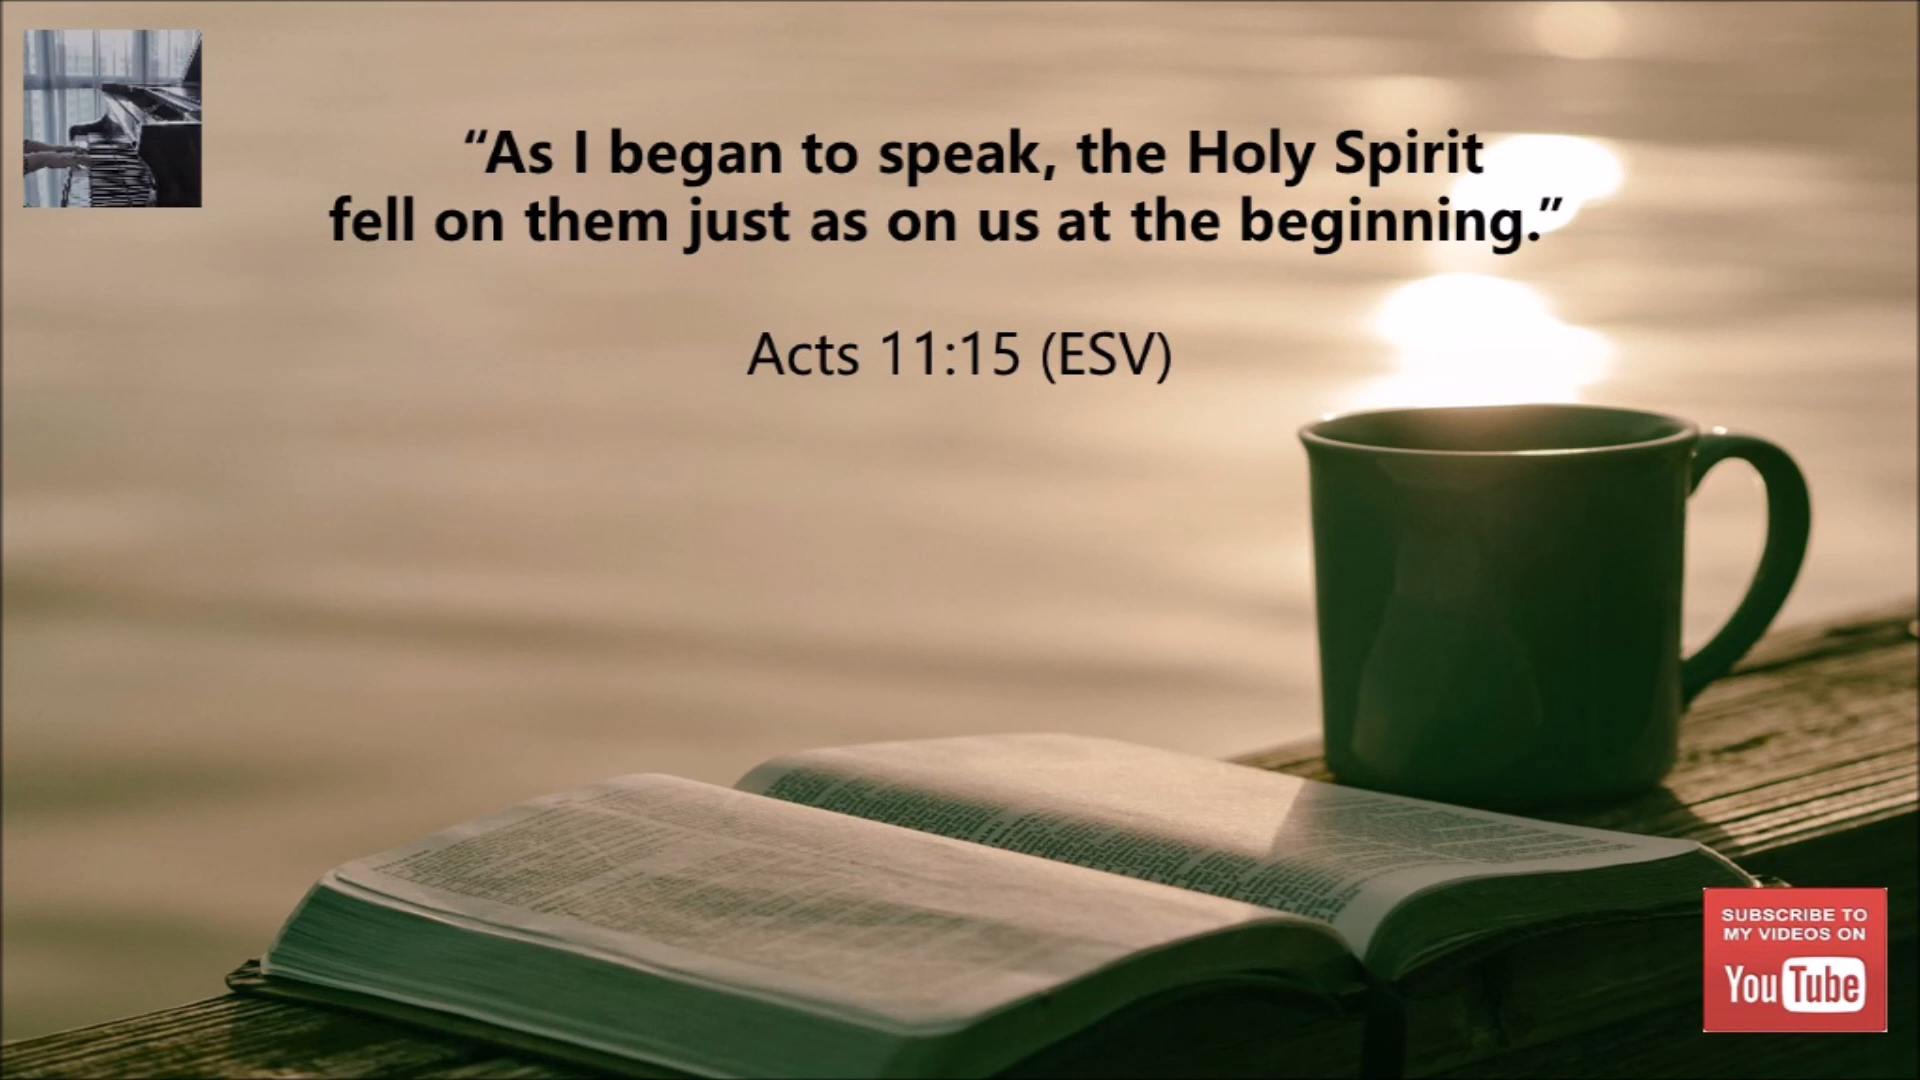 “As I began to speak, the Holy Spirit
fell on them just as on us at the beginning.”
Acts 11:15 (ESV)
SUBSCRIBE TO
MY VIDEOS ON
YouTube